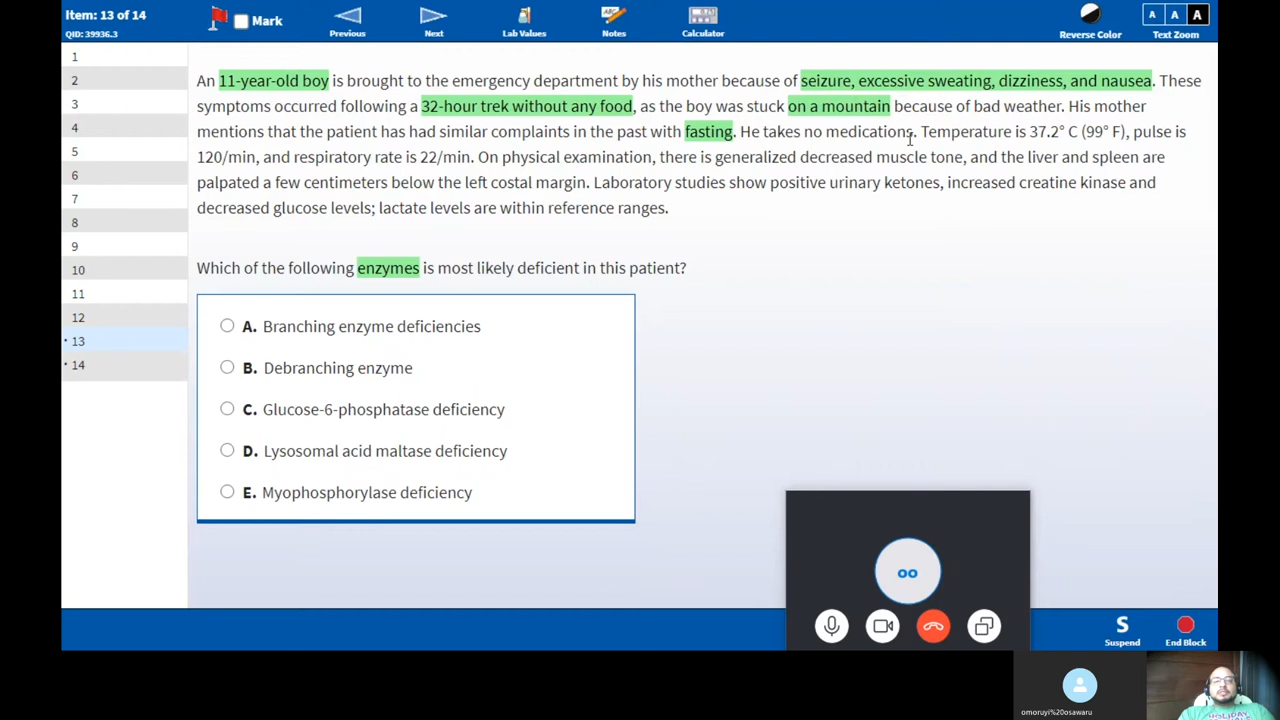 Item: 13 of 14
QID: 39936.3
Mark
Previous
Next
Lab Values
Notes
Calculator
Reverse Color
A A A
Text Zoom
1
2
3
4
5
6
7
8
9
10
11
12
13
14
An 11-year-old boy is brought to the emergency department by his mother because of seizure, excessive sweating, dizziness, and nausea. These
symptoms occurred following a 32-hour trek without any food, as the boy was stuck on a mountain because of bad weather. His mother
mentions that the patient has had similar complaints in the past with fasting. He takes no medications. Temperature is 37.2° C (99° F), pulse is
120/min, and respiratory rate is 22/min. On physical examination, there is generalized decreased muscle tone, and the liver and spleen are
palpated a few centimeters below the left costal margin. Laboratory studies show positive urinary ketones, increased creatine kinase and
decreased glucose levels; lactate levels are within reference ranges.
Which of the following enzymes is most likely deficient in this patient?
A. Branching enzyme deficiencies
B. Debranching enzyme
C. Glucose-6-phosphatase deficiency
D. Lysosomal acid maltase deficiency
E. Myophosphorylase deficiency
OO
S
Suspend
End Block
omoruyi%20osawaru